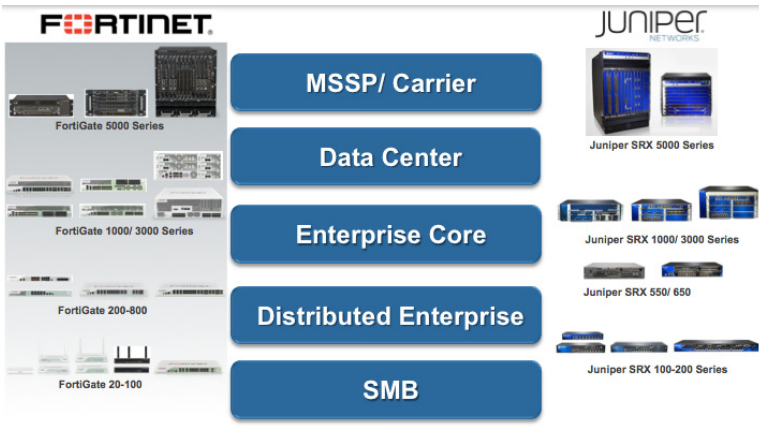 FORTINET
FortiGate 5000 Series
FortiGate 1000/ 3000 Series
FortiGate 200-800
FortiGate 20-100
MSSP/ Carrier
Data Center
Enterprise Core
Distributed Enterprise
SMB
JUNIPER
NETWORKS
Juniper SRX 5000 Series
Juniper SRX 1000/ 3000 Series
Juniper SRX 550/ 650
Juniper SRX 100-200 Series